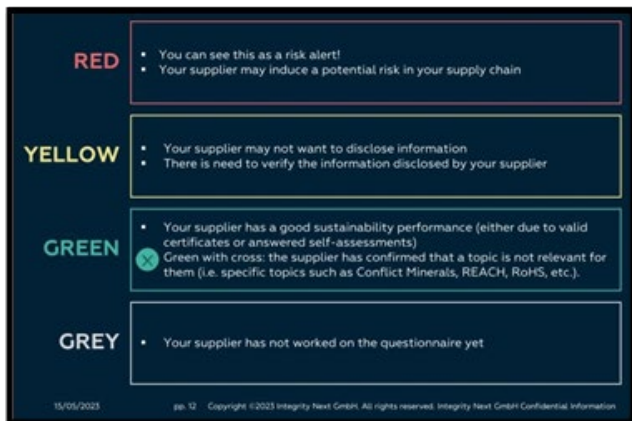 RED
▪ You can see this as a risk alert!
▪ Your supplier may induce a potential risk in your supply chain
YELLOW
▪ Your supplier may not want to disclose information
▪ There is need to verify the information disclosed by your supplier
GREEN
▪ Your supplier has a good sustainability performance (either due to valid
certificates or answered self-assessments)
Green with cross: the supplier has confirmed that a topic is not relevant for
them (i.e. specific topics such as Conflict Minerals, REACH, RoHS, etc.).
GREY
▪ Your supplier has not worked on the questionnaire yet
15/05/2023 pp. 12 Copyright ©2023 Integrity Next GmbH. All rights reserved. Integrity Next GmbH Confidential Information